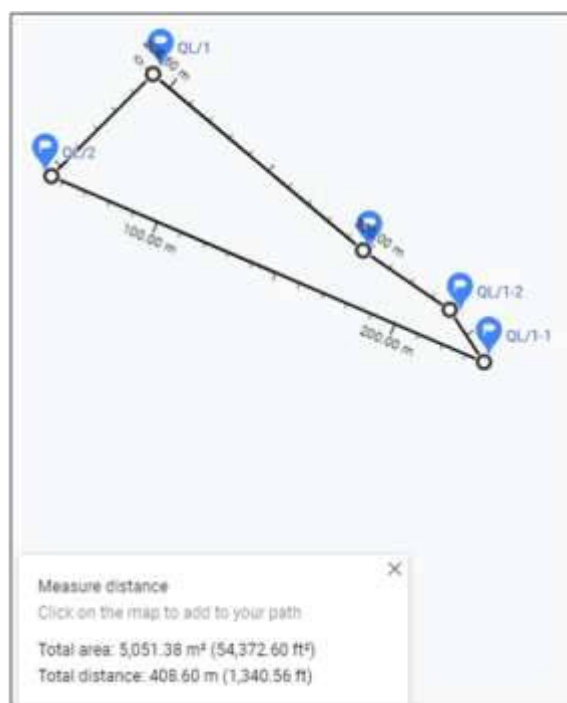 QL/1
QL/2
100.00 m
QL/1-2
QL/1-1
200.00 m
Measure distance
Click on the map to add to your path
Total area: 5,051.38 m² (54,372.60 ft²)
Total distance: 408.60 m (1,340.56 ft)